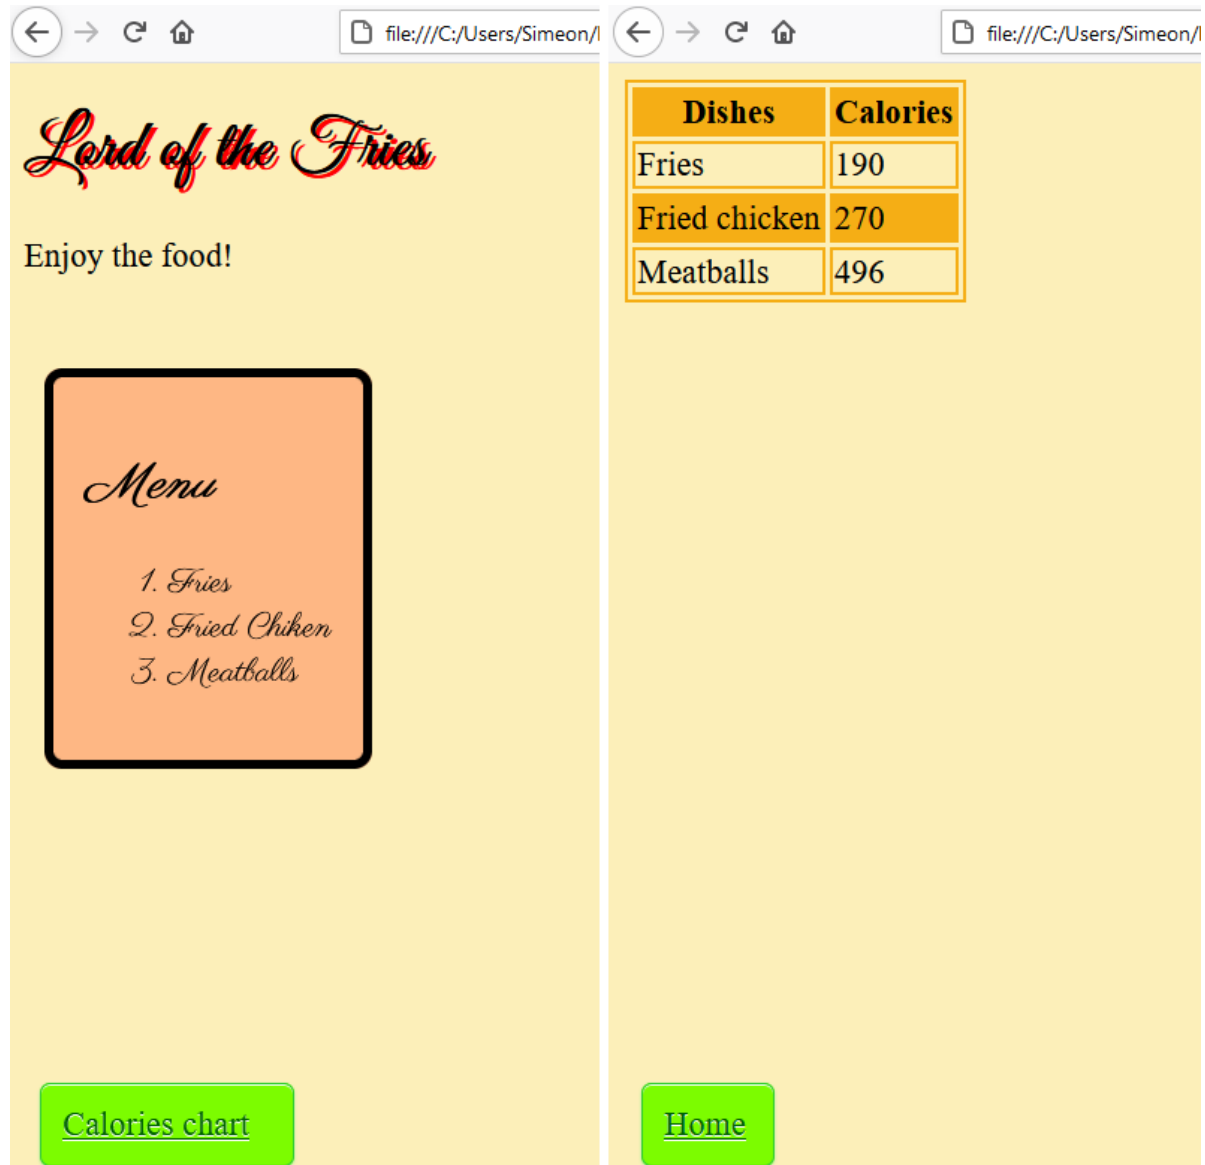 file:///C:/Users/Simeon/
Lord of the Fries
Enjoy the food!
Menu
1. Fries
2. Fried Chiken
3. Meatballs
Calories chart
file:///C:/Users/Simeon/
Dishes Calories
Fries 190
Fried chicken 270
Meatballs 496
Home